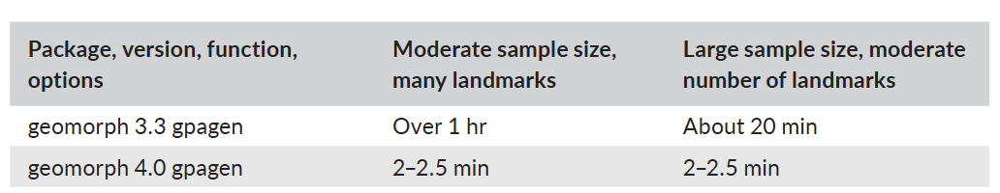 Package, version, function, options
Moderate sample size, many landmarks
Large sample size, moderate number of landmarks
geomorph 3.3 gpagen Over 1 hr About 20 min
geomorph 4.0 gpagen 2–2.5 min 2–2.5 min